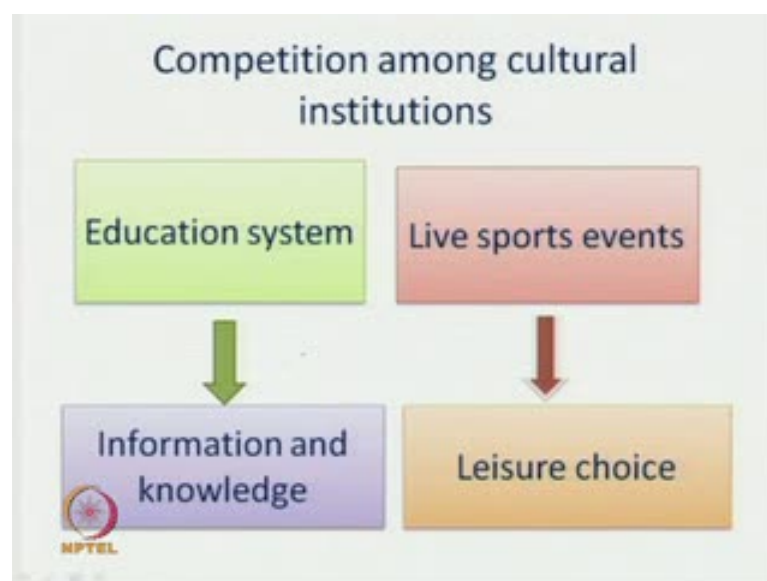 Competition among cultural
institutions
Education system
Live sports events
Information and
knowledge
Leisure choice
NPTEL